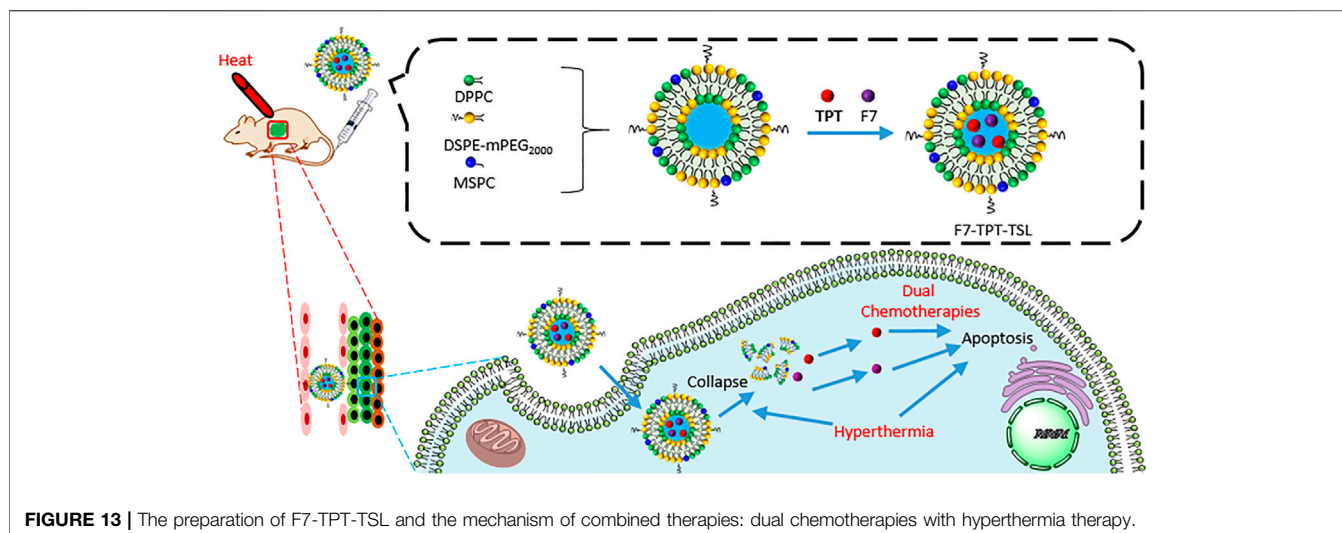 Heat
DPPC
DSPE-mPEG2000
MSPC
TPT F7
F7-TPT-TSL
Dual
Chemotherapies
Apoptosis
Collapse
Hyperthermia
FIGURE 13 | The preparation of F7-TPT-TSL and the mechanism of combined therapies: dual chemotherapies with hyperthermia therapy.